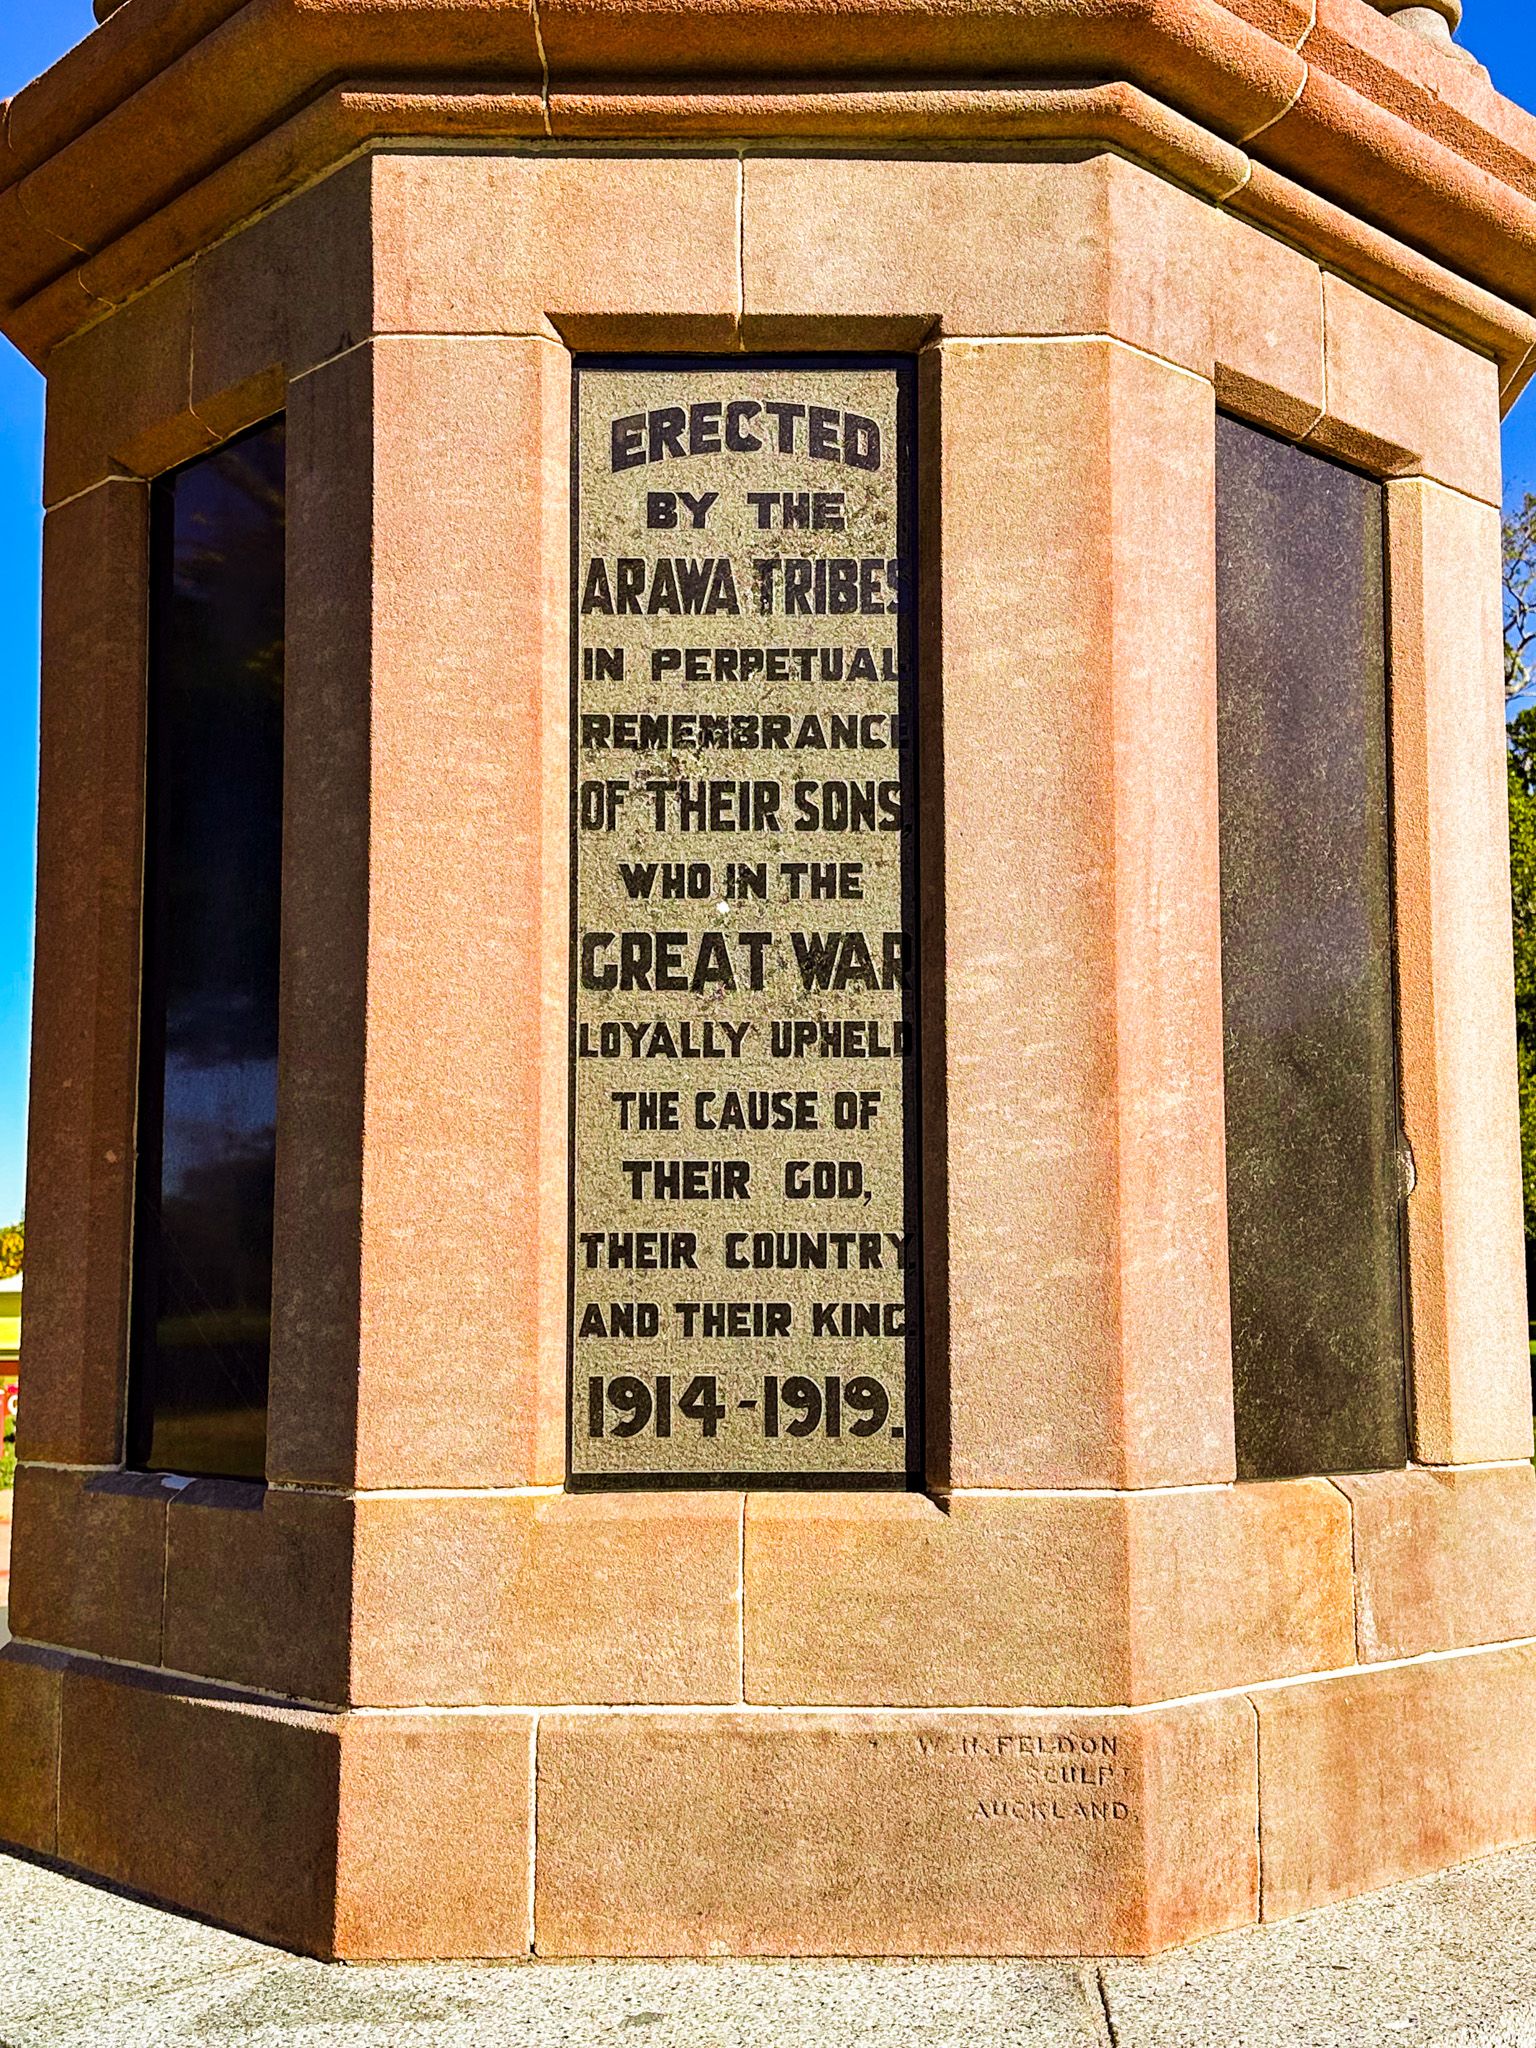 ERECTED
BY THE
ARAWA TRIBES
IN PERPETUAL
REMEMBRANCE
OF THEIR SONS,
WHO IN THE
GREAT WAR
LOYALLY UPHELD
THE CAUSE OF
THEIR GOD,
THEIR COUNTRY,
AND THEIR KING.
1914-1919.
W.H. FELDON
SCULPT
AUCKLAND.